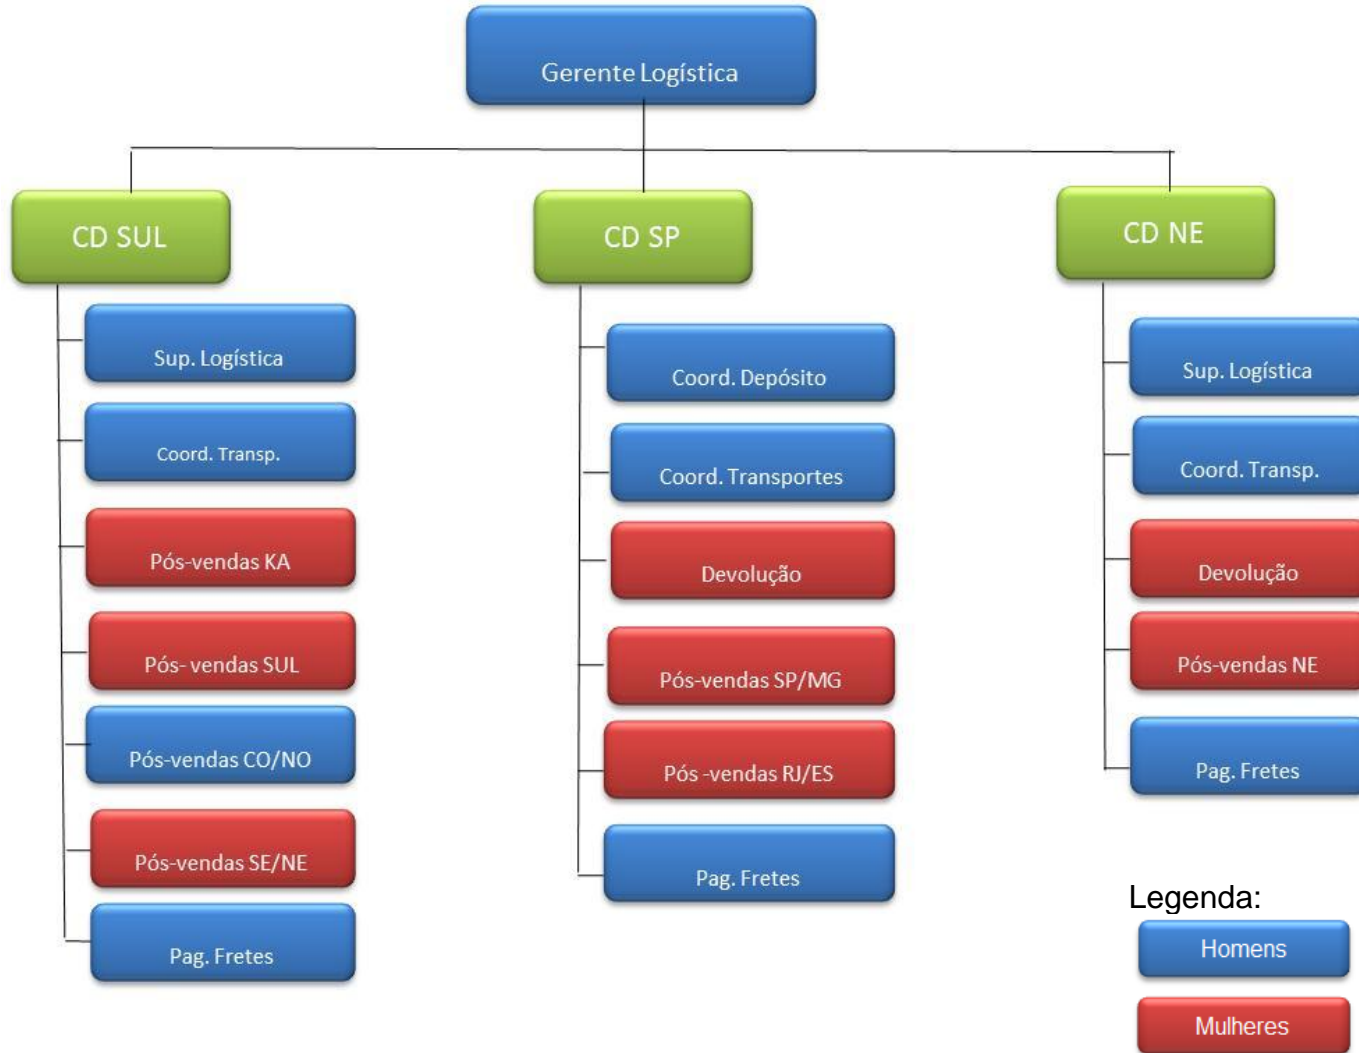 Gerente Logística
CD SUL
Sup. Logística
Coord. Transp.
Pós-vendas KA
Pós- vendas SUL
Pós-vendas CO/NO
Pós-vendas SE/NE
Pag. Fretes
CD SP
Coord. Depósito
Coord. Transportes
Devolução
Pós-vendas SP/MG
Pós -vendas RJ/ES
Pag. Fretes
CD NE
Sup. Logística
Coord. Transp.
Devolução
Pós-vendas NE
Pag. Fretes
Legenda:
Homens
Mulheres